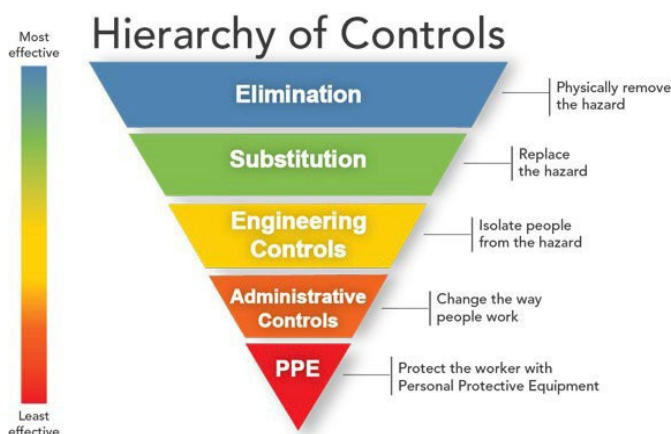 Hierarchy of Controls
Most
effective
Elimination
Physically remove
the hazard
Substitution
Replace
the hazard
Engineering
Controls
Isolate people
from the hazard
Administrative
Controls
Change the way
people work
PPE
Protect the worker with
Personal Protective Equipment
Least
effective